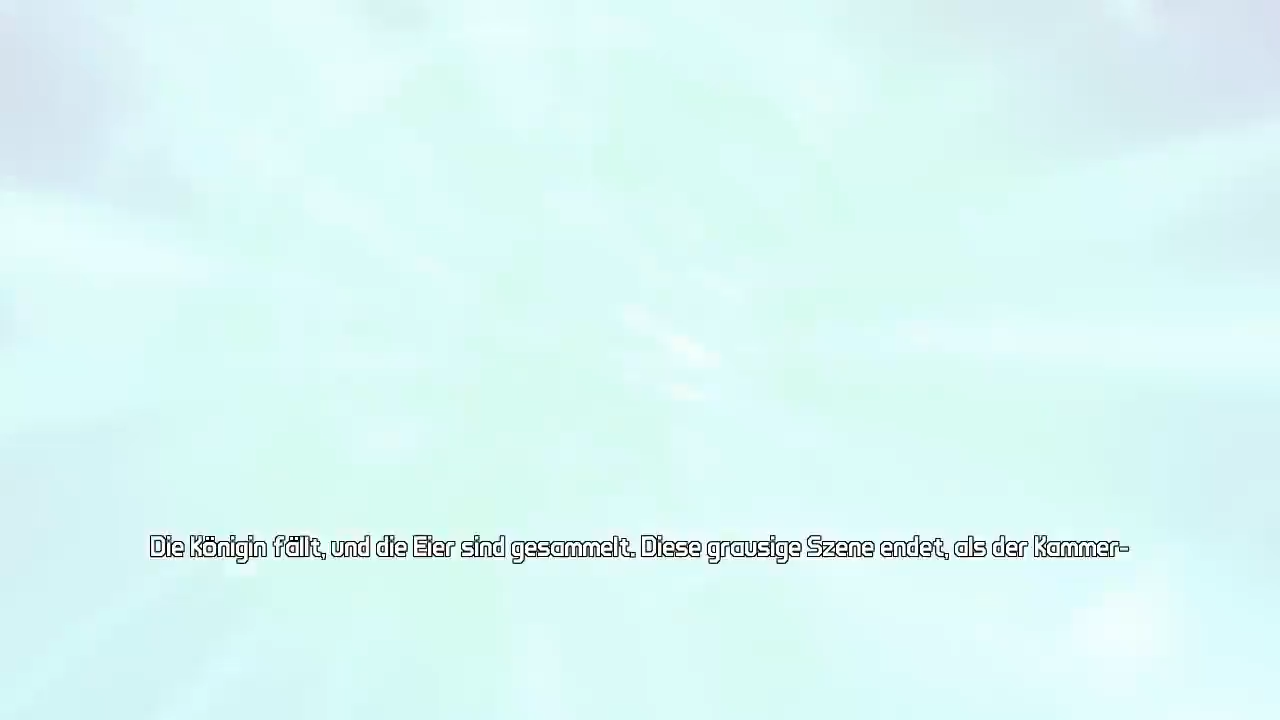 Die Königin fällt, und die Eier sind gesammelt. Diese grausige Szene endet, als der Kammer-